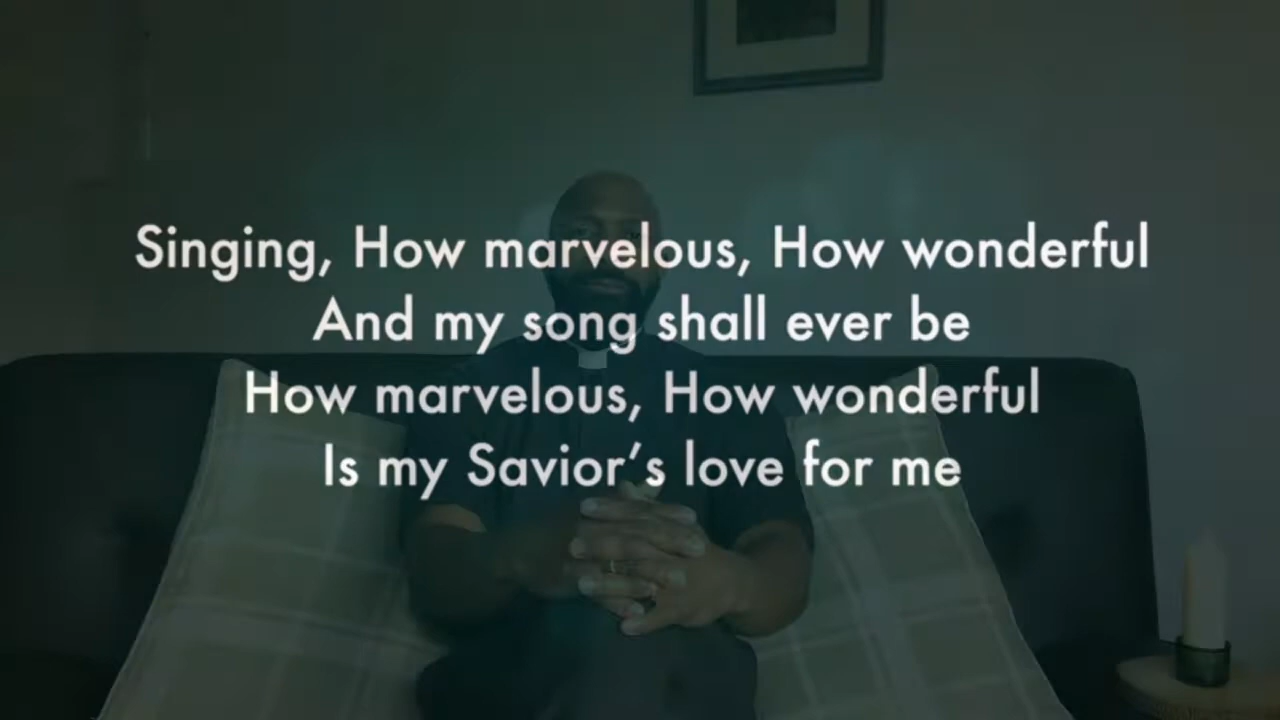 Singing, How marvelous, How wonderful
And my song shall ever be
How marvelous, How wonderful
Is my Savior’s love for me